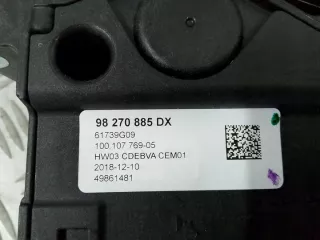 98 270 885 DX
61739G09
100 107 769-05
HW03 CDEBVA CEM01
2018-12-10
49861481